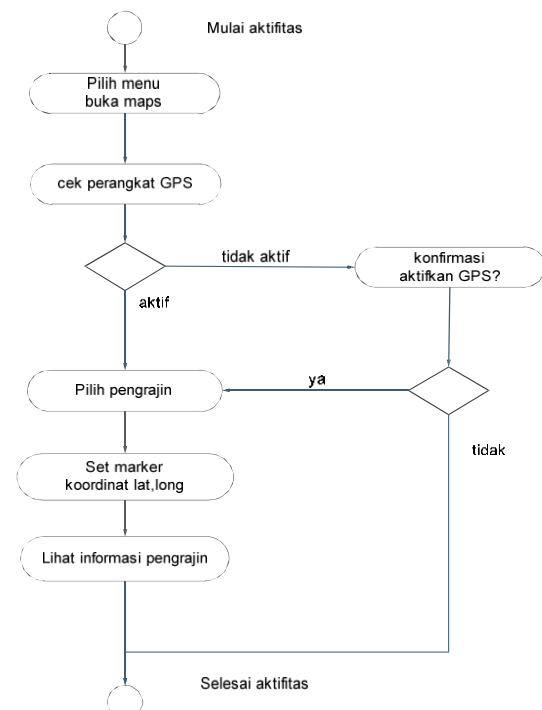 Mulai aktifitas
Pilih menu
buka maps
cek perangkat GPS
tidak aktif
konfirmasi
aktifkan GPS?
aktif
Pilih pengrajin
ya
tidak
Set marker
koordinat lat,long
Lihat informasi pengrajin
Selesai aktifitas